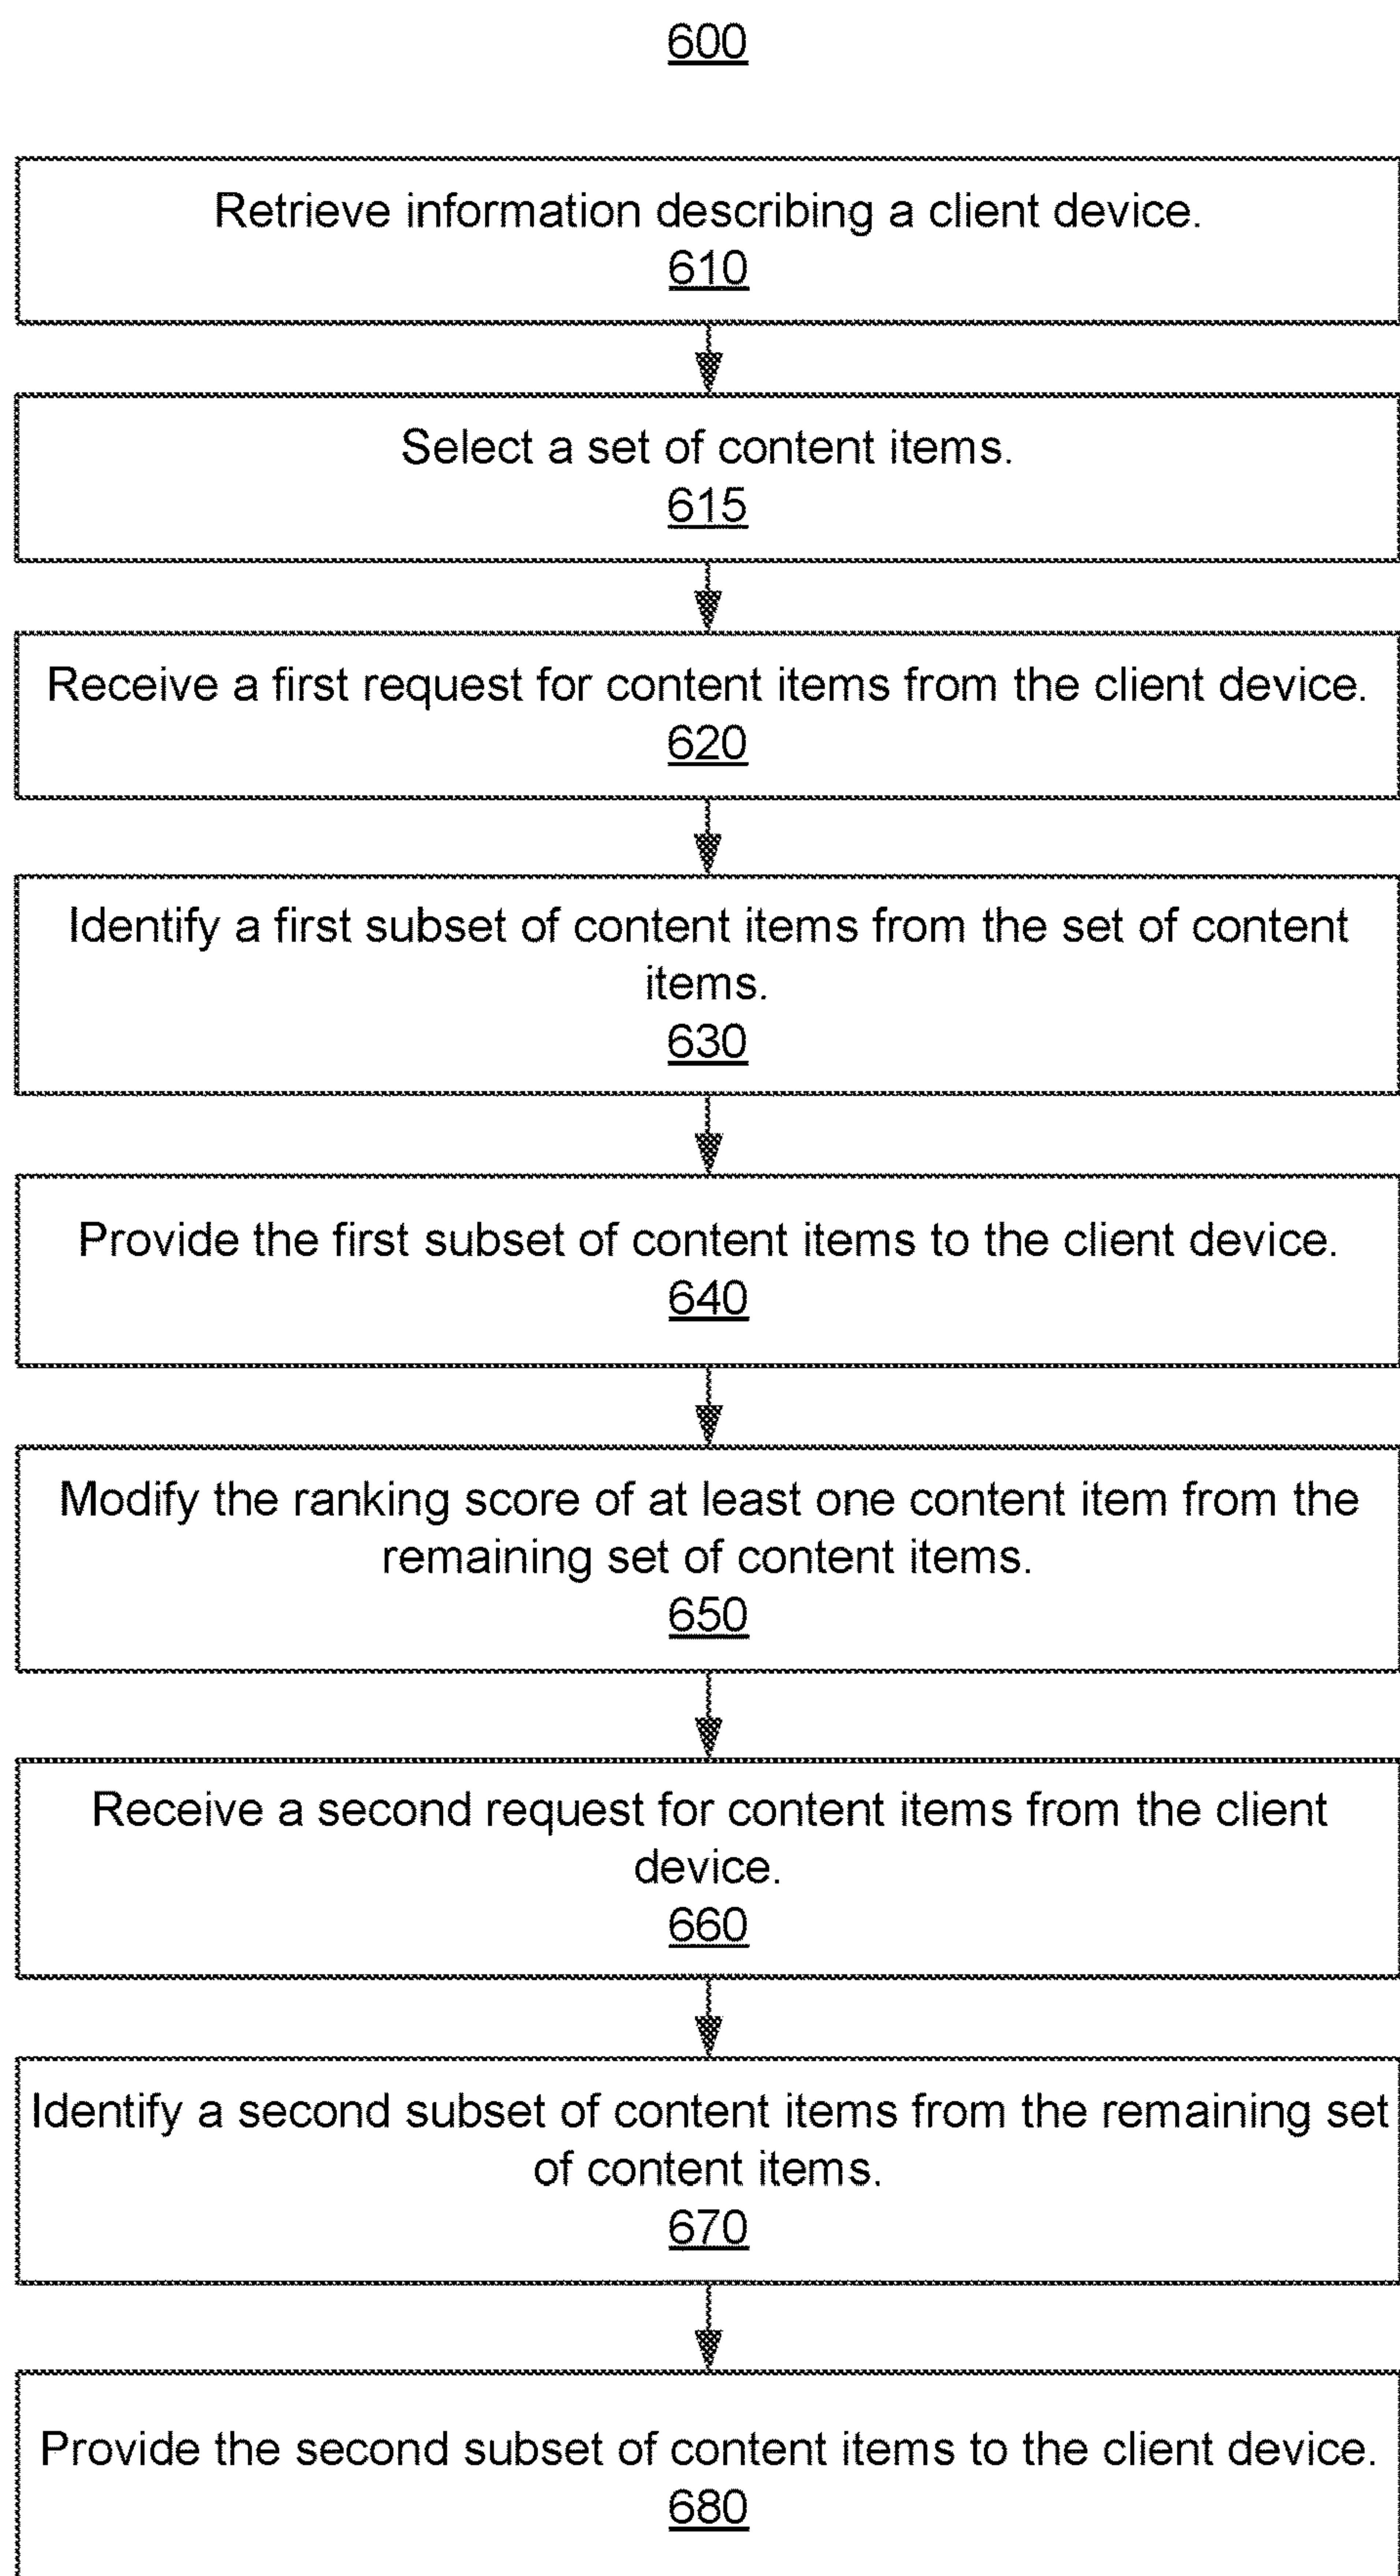 600
Retrieve information describing a client device.
610
Select a set of content items.
615
Receive a first request for content items from the client device.
620
Identify a first subset of content items from the set of content
items.
630
Provide the first subset of content items to the client device.
640
Modify the ranking score of at least one content item from the
remaining set of content items.
650
Receive a second request for content items from the client
device.
660
Identify a second subset of content items from the remaining set
of content items.
670
Provide the second subset of content items to the client device.
680